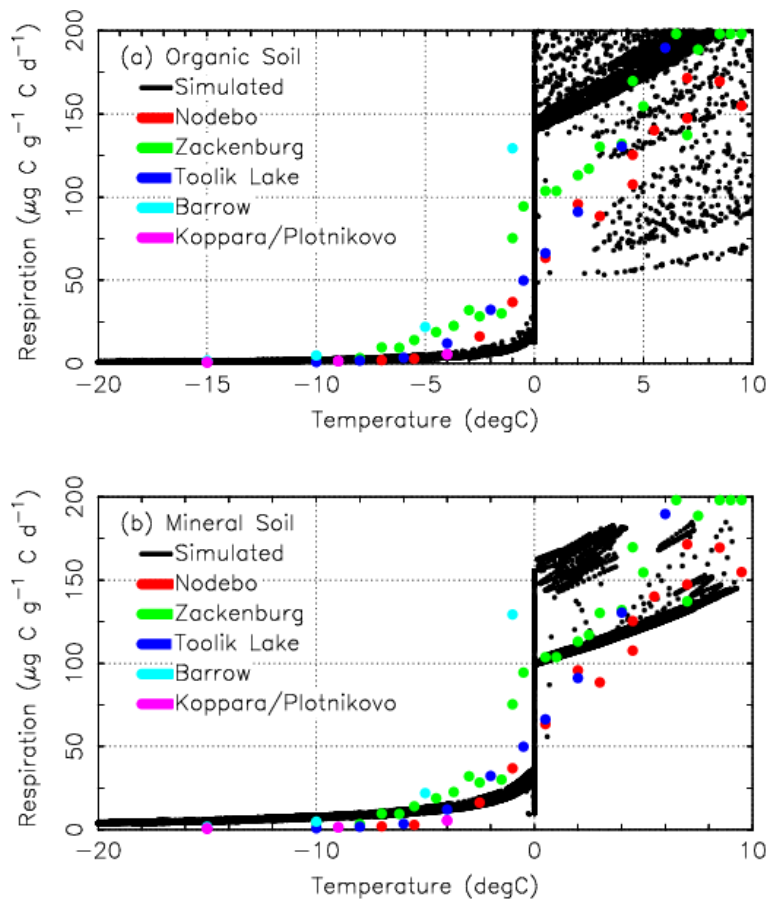 200
150
100
50
0
Respiration (μg C g⁻¹ C d⁻¹)
(a) Organic Soil
Simulated
Nodebo
Zackenburg
Toolik Lake
Barrow
Koppara/Plotnikovo
−20 −15 −10 −5 0 5 10
Temperature (degC)
200
150
100
50
0
Respiration (μg C g⁻¹ C d⁻¹)
(b) Mineral Soil
Simulated
Nodebo
Zackenburg
Toolik Lake
Barrow
Koppara/Plotnikovo
−20 −10 0 10
Temperature (degC)